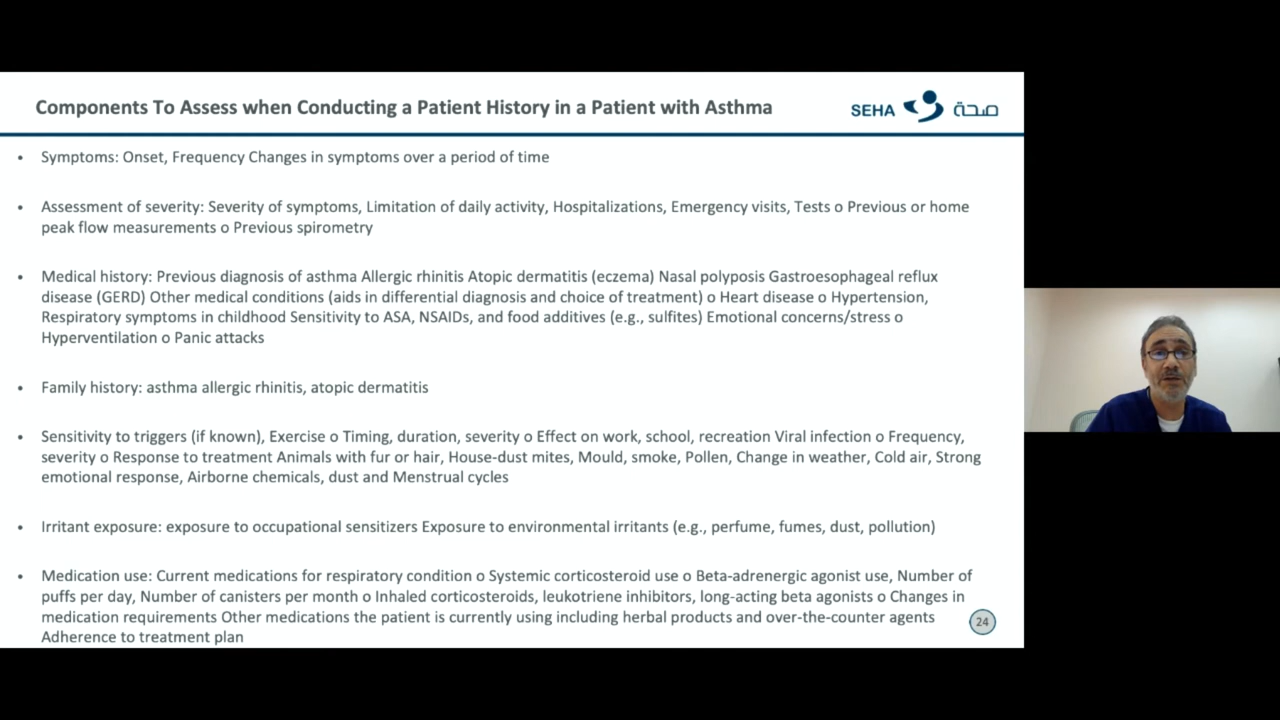 Components To Assess when Conducting a Patient History in a Patient with Asthma
SEHA صحة
• Symptoms: Onset, Frequency Changes in symptoms over a period of time
• Assessment of severity: Severity of symptoms, Limitation of daily activity, Hospitalizations, Emergency visits, Tests o Previous or home
peak flow measurements o Previous spirometry
• Medical history: Previous diagnosis of asthma Allergic rhinitis Atopic dermatitis (eczema) Nasal polyposis Gastroesophageal reflux
disease (GERD) Other medical conditions (aids in differential diagnosis and choice of treatment) o Heart disease o Hypertension,
Respiratory symptoms in childhood Sensitivity to ASA, NSAIDs, and food additives (e.g., sulfites) Emotional concerns/stress o
Hyperventilation o Panic attacks
• Family history: asthma allergic rhinitis, atopic dermatitis
• Sensitivity to triggers (if known), Exercise o Timing, duration, severity o Effect on work, school, recreation Viral infection o Frequency,
severity o Response to treatment Animals with fur or hair, House-dust mites, Mould, smoke, Pollen, Change in weather, Cold air, Strong
emotional response, Airborne chemicals, dust and Menstrual cycles
• Irritant exposure: exposure to occupational sensitizers Exposure to environmental irritants (e.g., perfume, fumes, dust, pollution)
• Medication use: Current medications for respiratory condition o Systemic corticosteroid use o Beta-adrenergic agonist use, Number of
puffs per day, Number of canisters per month o Inhaled corticosteroids, leukotriene inhibitors, long-acting beta agonists o Changes in
medication requirements Other medications the patient is currently using including herbal products and over-the-counter agents
Adherence to treatment plan
24